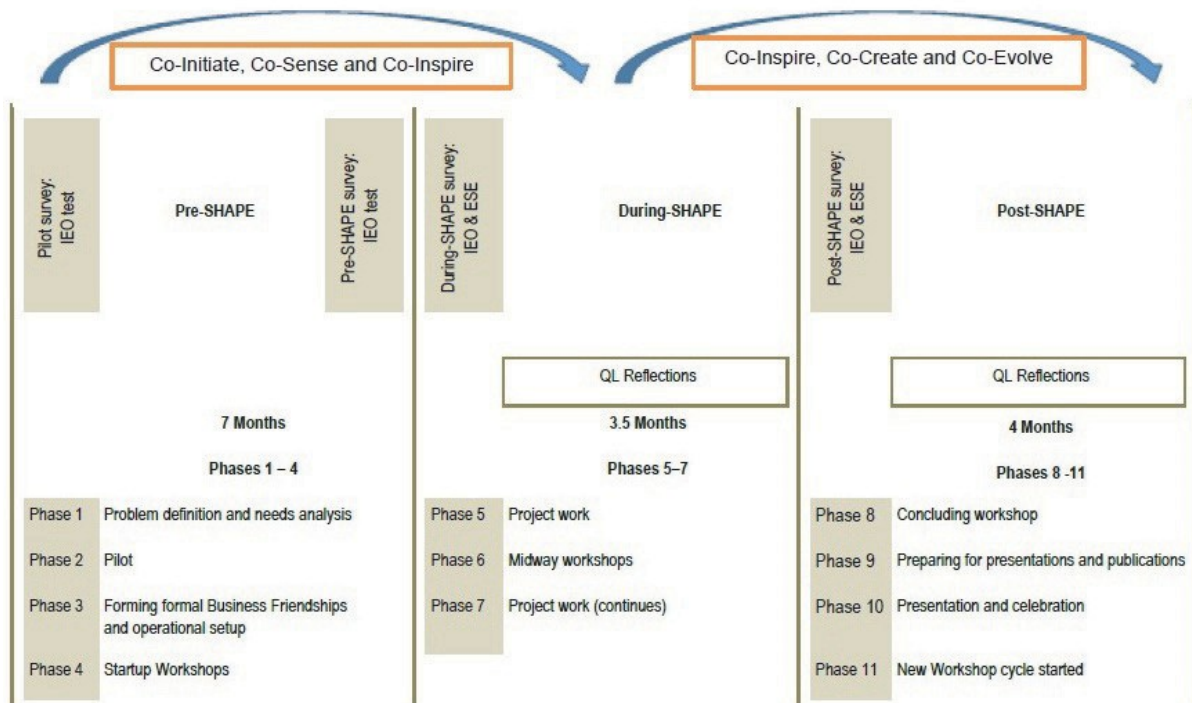 Co-Initiate, Co-Sense and Co-Inspire
Co-Inspire, Co-Create and Co-Evolve
Pilot survey:
IEO test
Pre-SHAPE
Pre-SHAPE survey:
IEO test
During-SHAPE survey:
IEO & ESE
During-SHAPE
Post-SHAPE survey:
IEO & ESE
Post-SHAPE
QL Reflections
QL Reflections
7 Months
3.5 Months
4 Months
Phases 1 – 4
Phases 5–7
Phases 8 -11
Phase 1 Problem definition and needs analysis
Phase 2 Pilot
Phase 3 Forming formal Business Friendships
and operational setup
Phase 4 Startup Workshops
Phase 5 Project work
Phase 6 Midway workshops
Phase 7 Project work (continues)
Phase 8 Concluding workshop
Phase 9 Preparing for presentations and publications
Phase 10 Presentation and celebration
Phase 11 New Workshop cycle started